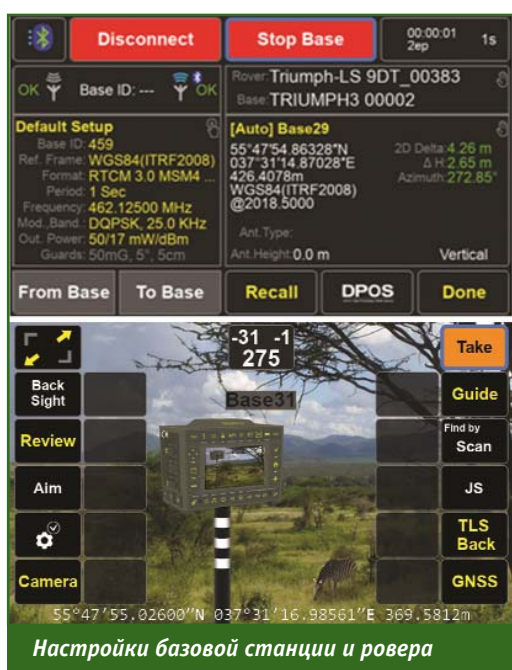 Disconnect
Stop Base
00:00:01
2ep
1s
OK
Base ID: ---
OK
Rover: Triumph-LS 9DT_00383
Base: TRIUMPH3 00002
Default Setup
Base ID: 459
Ref. Frame: WGS84(ITRF2008)
Format: RTCM 3.0 MSM4 ...
Period: 1 Sec
Frequency: 462.12500 MHz
Mod.,Band.: DQPSK, 25.0 KHz
Out. Power: 50/17 mW/dBm
Guards: 50mG, 5°, 5cm
[Auto] Base29
55°47'54.86328"N
037°31'14.87028"E
426.4078m
WGS84(ITRF2008)
@2018.5000
2D Delta: 4.26 m
Δ H: 2.65 m
Azimuth: 272.85°
Ant.Type:
Ant.Height: 0.0 m
Vertical
From Base
To Base
Recall
DPOS
Done
-31 -1
275
Take
Back
Sight
Base31
Guide
Review
Find by
Scan
Aim
JS
TLS
Back
Camera
GNSS
55°47'55.02600"N 037°31'16.98561"E 369.5812m
Настройки базовой станции и ровера